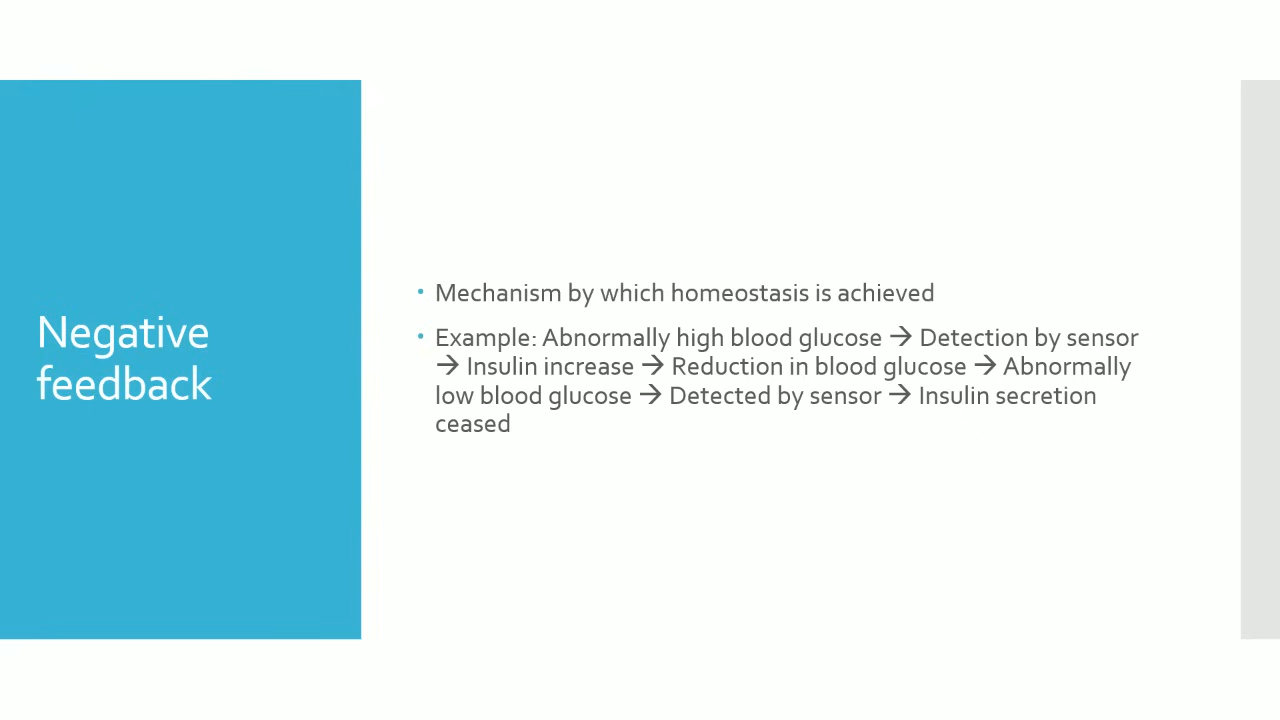 Negative
feedback
• Mechanism by which homeostasis is achieved
• Example: Abnormally high blood glucose → Detection by sensor
→ Insulin increase → Reduction in blood glucose → Abnormally
low blood glucose → Detected by sensor → Insulin secretion
ceased